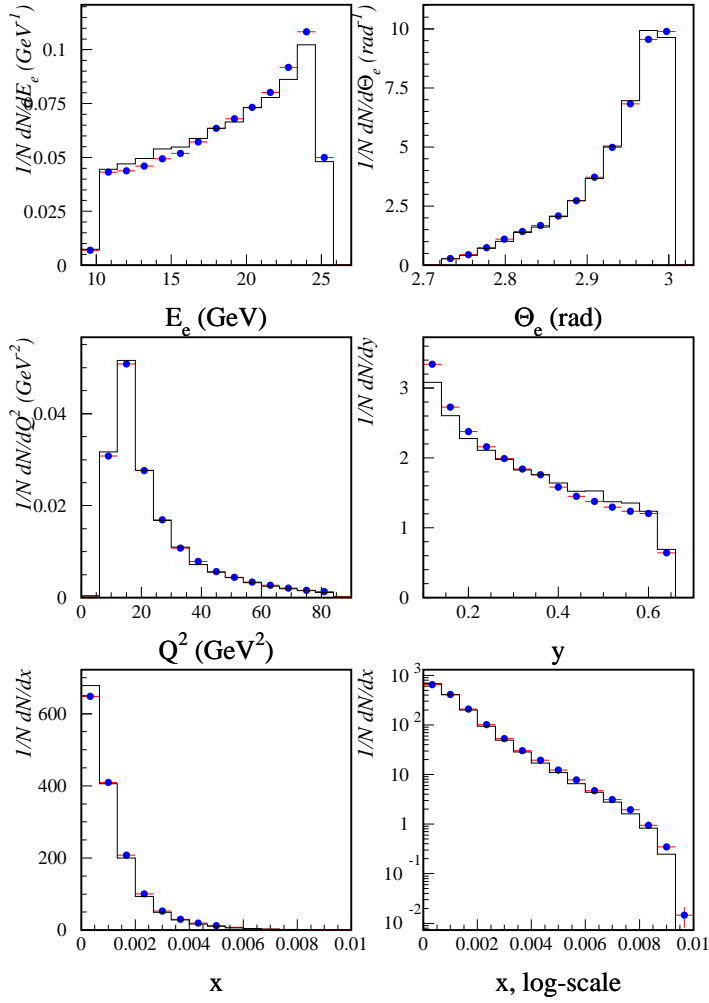 1/N dN/dE_e (GeV^-1)
0.1
0.075
0.05
0.025
0
10 15 20 25
E_e (GeV)
1/N dN/dΘ_e (rad^-1)
10
7.5
5
2.5
0
2.7 2.8 2.9 3
Θ_e (rad)
1/N dN/dQ^2 (GeV^-2)
0.04
0.02
0
0 20 40 60 80
Q^2 (GeV^2)
1/N dN/dy
3
2
1
0
0.2 0.4 0.6
y
1/N dN/dx
600
400
200
0
0 0.002 0.004 0.006 0.008 0.01
x
1/N dN/dx
10^3
10^2
10
1
10^-1
10^-2
0 0.002 0.004 0.006 0.008 0.01
x, log-scale